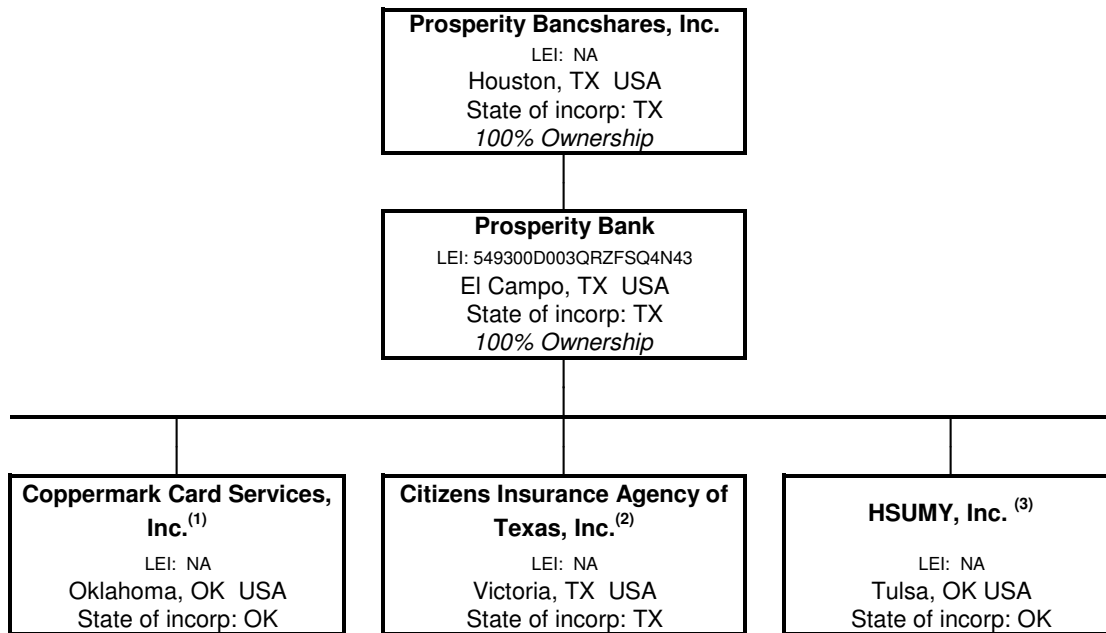 Prosperity Bancshares, Inc.
LEI: NA
Houston, TX USA
State of incorp: TX
100% Ownership
Prosperity Bank
LEI: 549300D003QRZFSQ4N43
El Campo, TX USA
State of incorp: TX
100% Ownership
Coppermark Card Services,
Inc.(1)
LEI: NA
Oklahoma, OK USA
State of incorp: OK
Citizens Insurance Agency of
Texas, Inc.(2)
LEI: NA
Victoria, TX USA
State of incorp: TX
HSUMY, Inc. (3)
LEI: NA
Tulsa, OK USA
State of incorp: OK